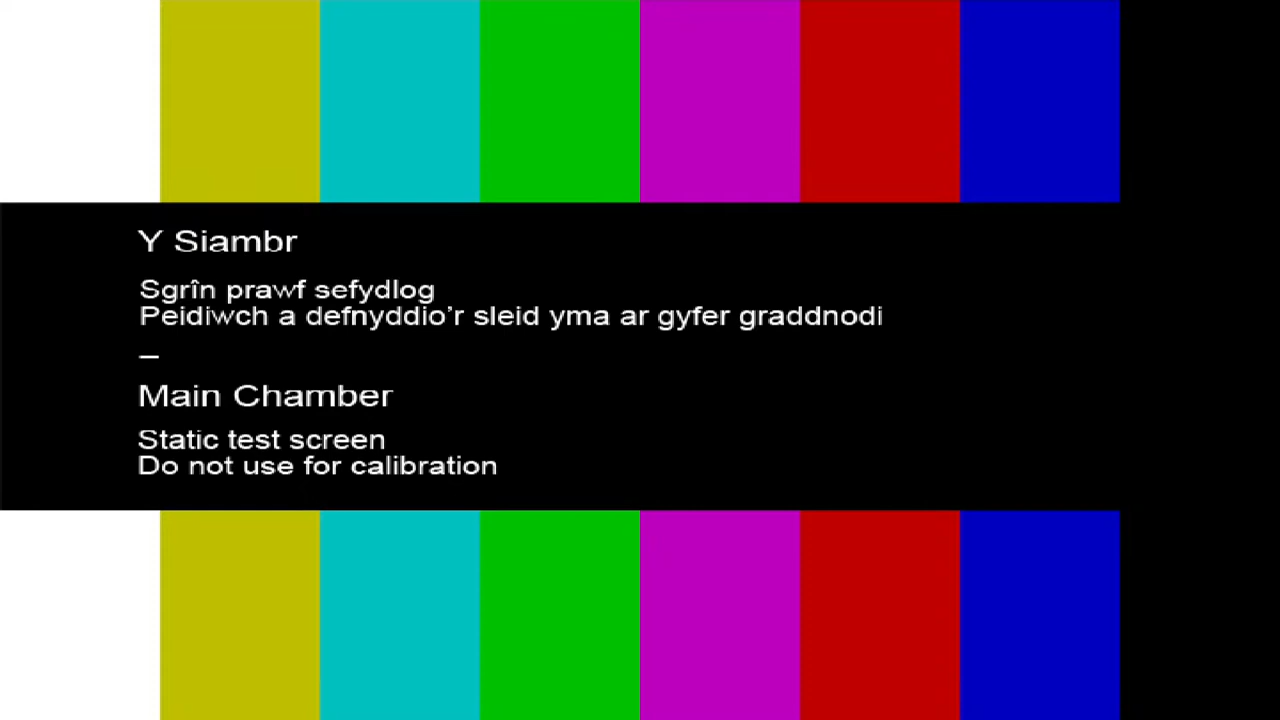 Y Siambr
Sgrîn prawf sefydlog
Peidiwch a defnyddio’r sleid yma ar gyfer graddnodi
–
Main Chamber
Static test screen
Do not use for calibration